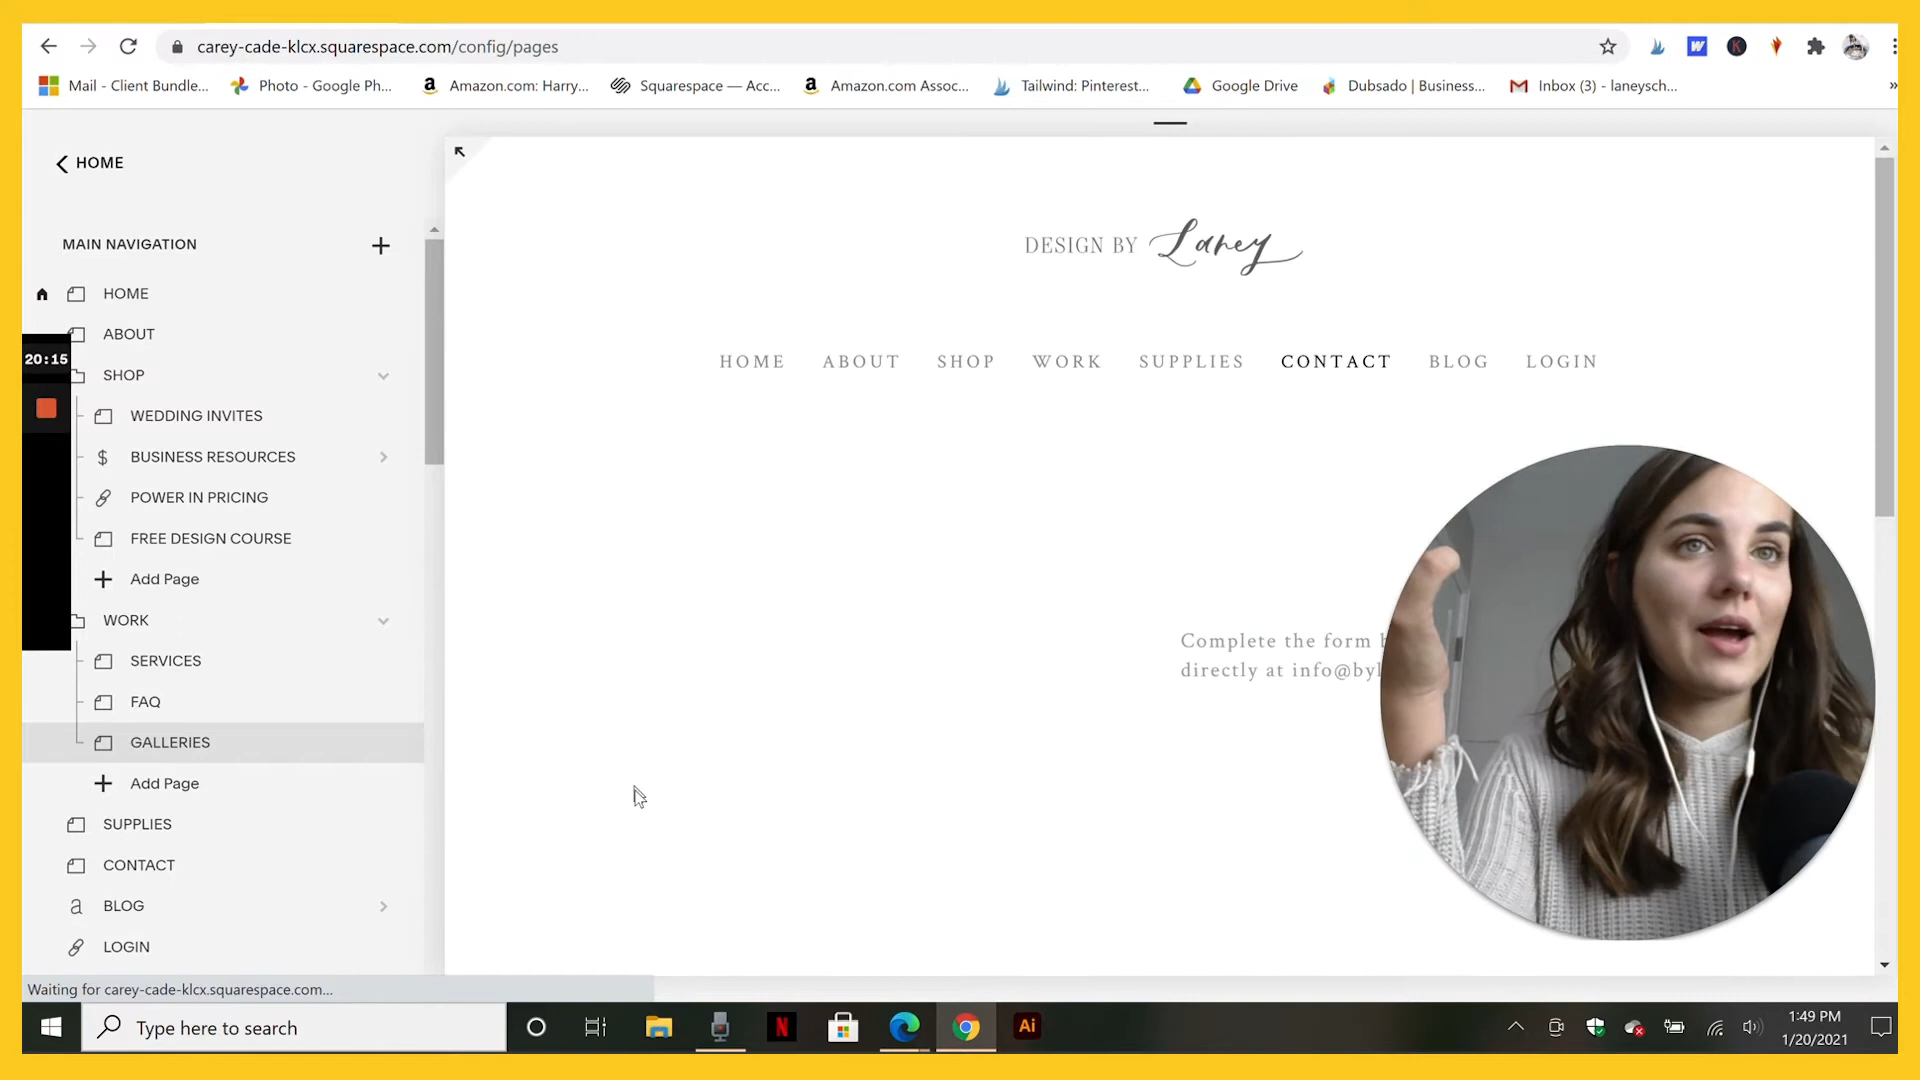 carey-cade-klcx.squarespace.com/config/pages
Mail - Client Bundle... Photo - Google Ph... Amazon.com: Harry... Squarespace — Acc... Amazon.com Assoc... Tailwind: Pinterest... Google Drive Dubsado | Business... Inbox (3) - laneysch... »
HOME
MAIN NAVIGATION
HOME
ABOUT
20:15
SHOP
WEDDING INVITES
$ BUSINESS RESOURCES
POWER IN PRICING
FREE DESIGN COURSE
Add Page
WORK
SERVICES
FAQ
GALLERIES
Add Page
SUPPLIES
CONTACT
a BLOG
LOGIN
Waiting for carey-cade-klcx.squarespace.com...
DESIGN BY Laney
HOME ABOUT SHOP WORK SUPPLIES CONTACT BLOG LOGIN
Complete the form
directly at info@byl
Type here to search
N
Ai
1:49 PM
1/20/2021